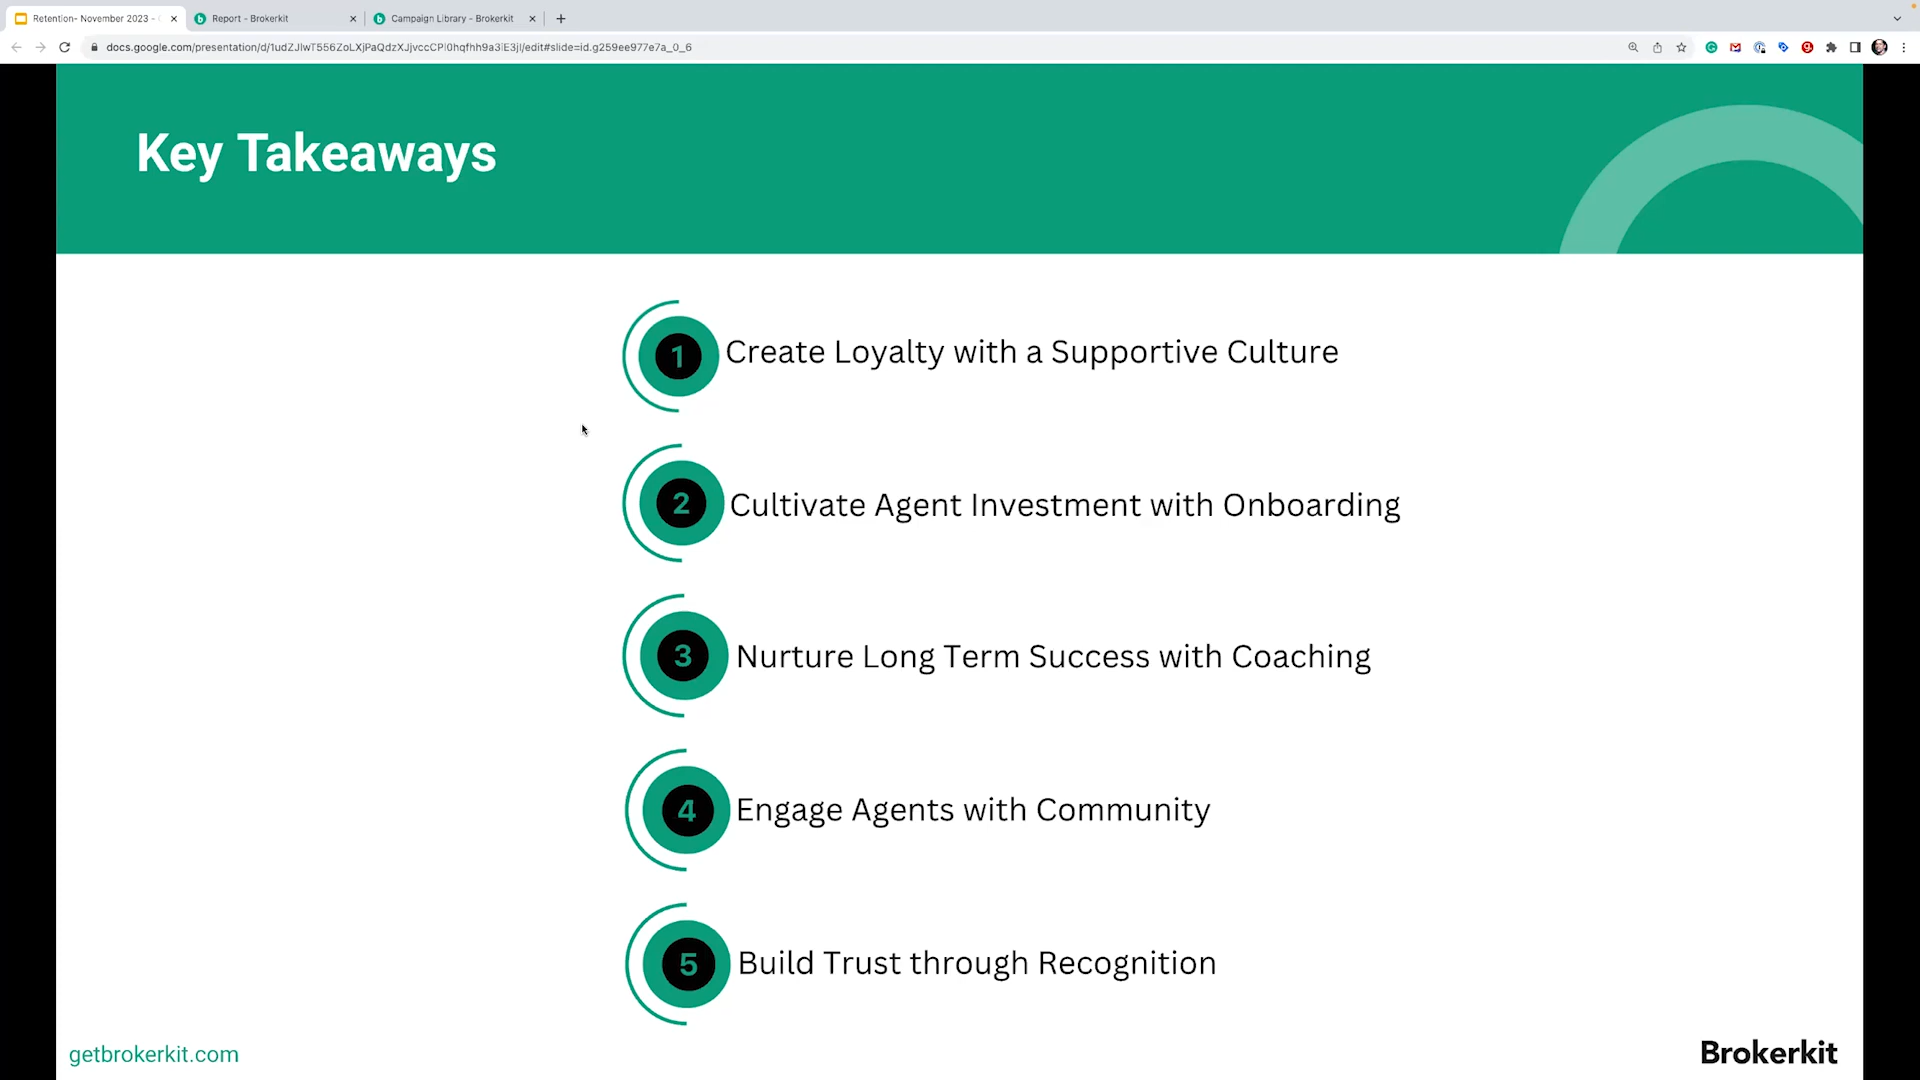 Retention- November 2023 -
Report - Brokerkit
Campaign Library - Brokerkit
Key Takeaways
1 Create Loyalty with a Supportive Culture
2 Cultivate Agent Investment with Onboarding
3 Nurture Long Term Success with Coaching
4 Engage Agents with Community
5 Build Trust through Recognition
getbrokerkit.com
Brokerkit